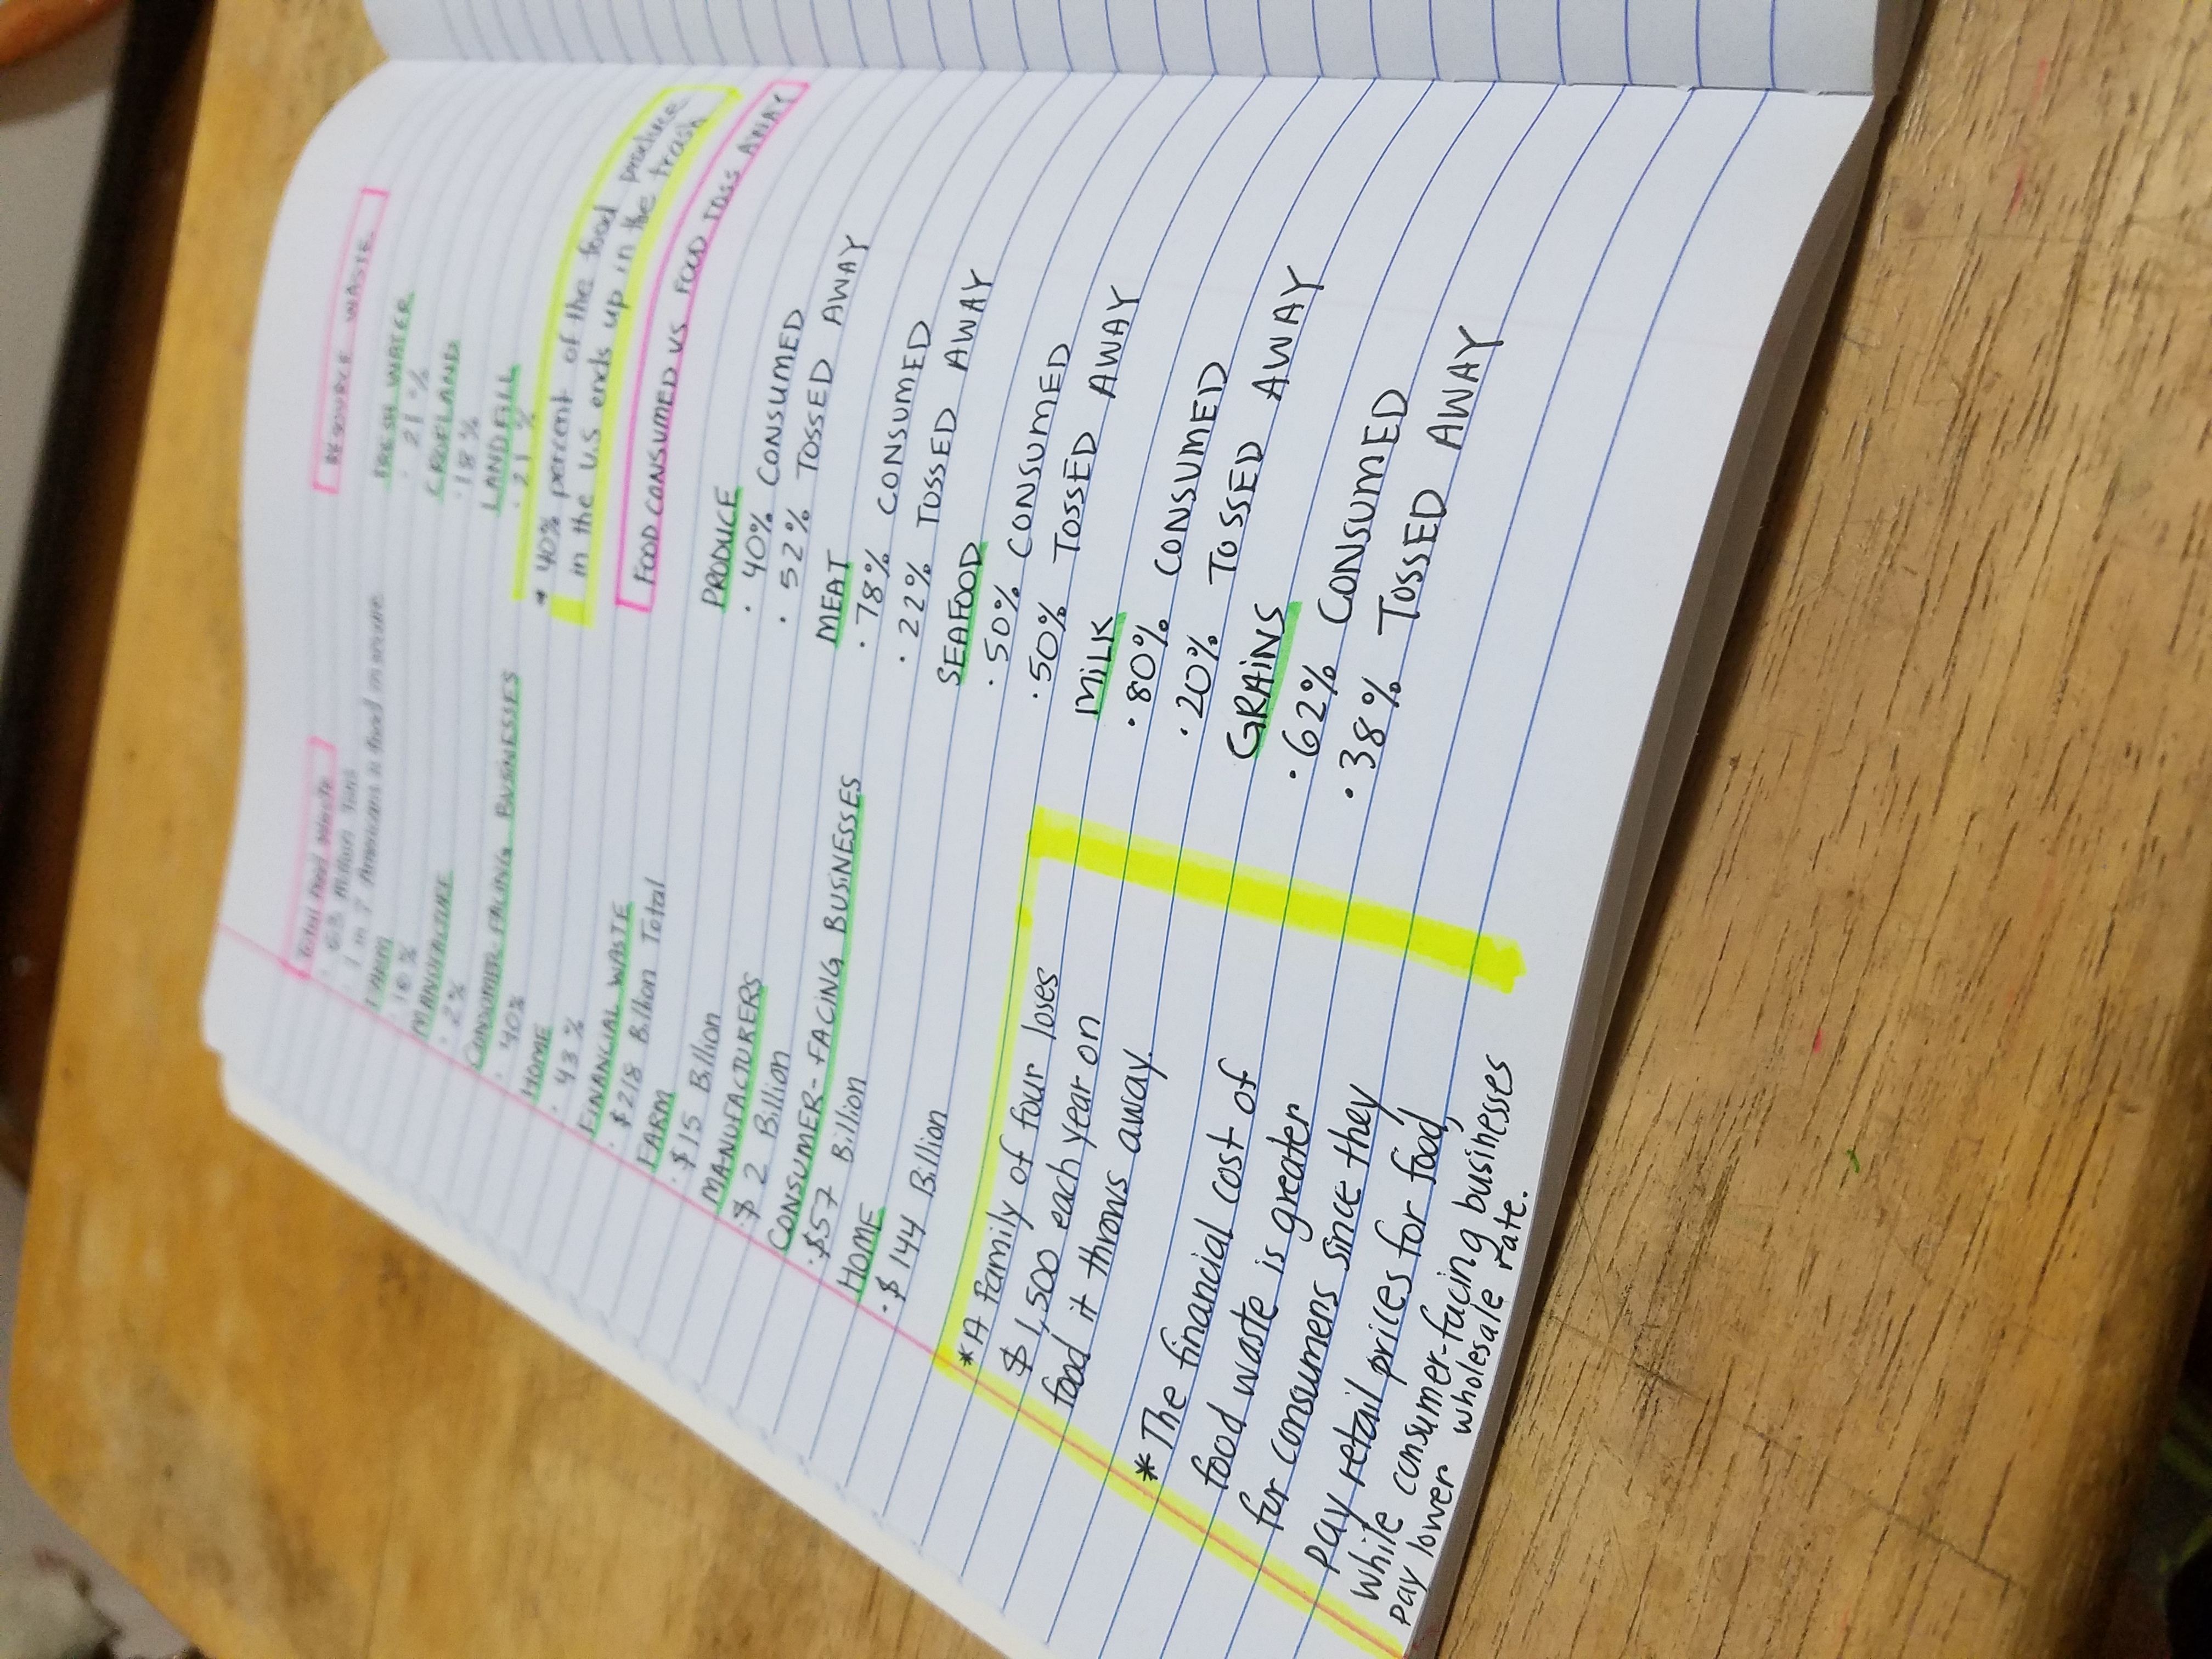 Total Food Waste
· 63 Million Tons
· 1 in 7 Americans is food insecure
FARM
· 16%
MANUFACTURE
· 2%
CONSUMER-FACING BUSINESSES
· 40%
HOME
· 43%
FINANCIAL WASTE
· $218 Billion Total
FARM
· $15 Billion
MANUFACTURERS
· $2 Billion
CONSUMER-FACING BUSINESSES
· $57 Billion
HOME
· $144 Billion
* A family of four loses
$1,500 each year on
food it throws away.
* The financial cost of
food waste is greater
for consumers since they
pay retail prices for food,
while consumer-facing businesses
pay lower wholesale rate.
RESOURCE WASTE
FRESH WATER
· 21%
CROPLAND
· 18%
LANDFILL
· 21%
* 40% percent of the food produce
in the U.S ends up in the trash
FOOD CONSUMED VS FOOD TOSS AWAY
PRODUCE
· 40% CONSUMED
· 52% TOSSED AWAY
MEAT
· 78% CONSUMED
· 22% TOSSED AWAY
SEAFOOD
· 50% CONSUMED
· 50% TOSSED AWAY
MILK
· 80% CONSUMED
· 20% TOSSED AWAY
GRAINS
· 62% CONSUMED
· 38% TOSSED AWAY